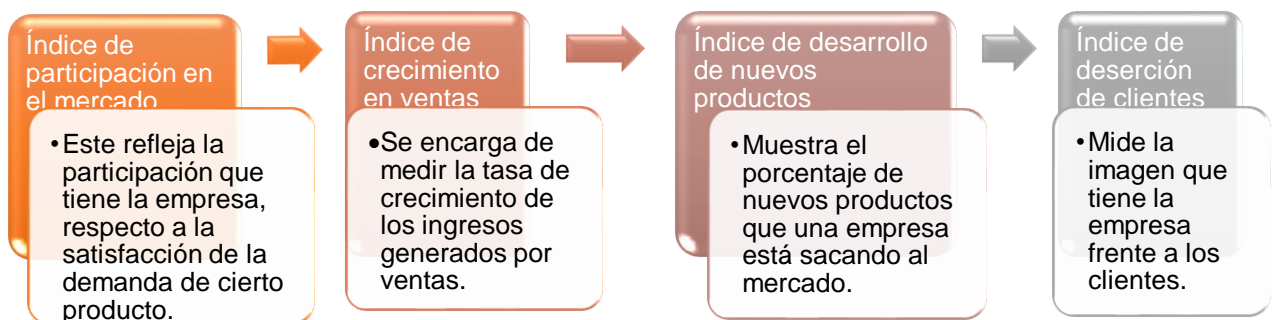 Índice de
participación en
el mercado
•Este refleja la
participación que
tiene la empresa,
respecto a la
satisfacción de la
demanda de cierto
producto.
Índice de
crecimiento
en ventas
•Se encarga de
medir la tasa de
crecimiento de
los ingresos
generados por
ventas.
Índice de desarrollo
de nuevos
productos
•Muestra el
porcentaje de
nuevos productos
que una empresa
está sacando al
mercado.
Índice de
deserción
de clientes
•Mide la
imagen que
tiene la
empresa
frente a los
clientes.